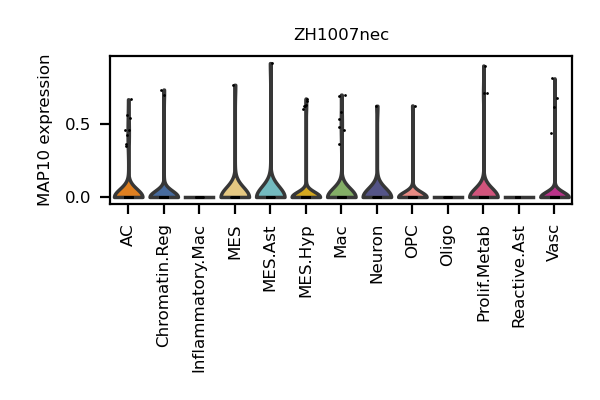 ZH1007nec
MAP10 expression
0.5
0.0
AC
Chromatin.Reg
Inflammatory.Mac
MES
MES.Ast
MES.Hyp
Mac
Neuron
OPC
Oligo
Prolif.Metab
Reactive.Ast
Vasc